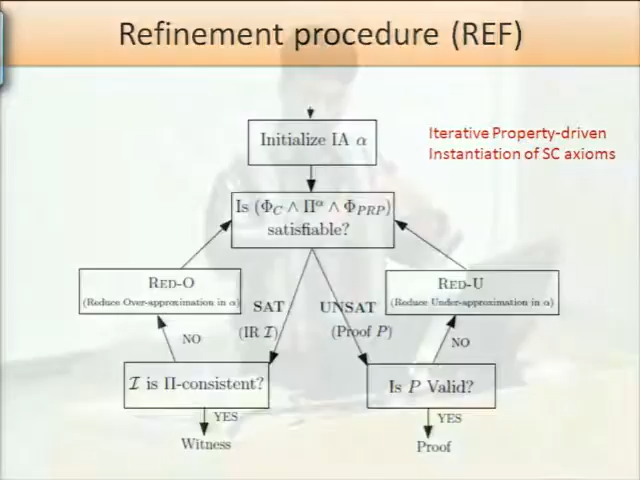 Refinement procedure (REF)
Iterative Property-driven
Instantiation of SC axioms
Initialize IA α
Is (Φ_C ∧ Π^α ∧ Φ_PRP)
satisfiable?
RED-O
(Reduce Over-approximation in α)
RED-U
(Reduce Under-approximation in α)
SAT
(IR I)
UNSAT
(Proof P)
NO
NO
I is Π-consistent?
Is P Valid?
YES
YES
Witness
Proof